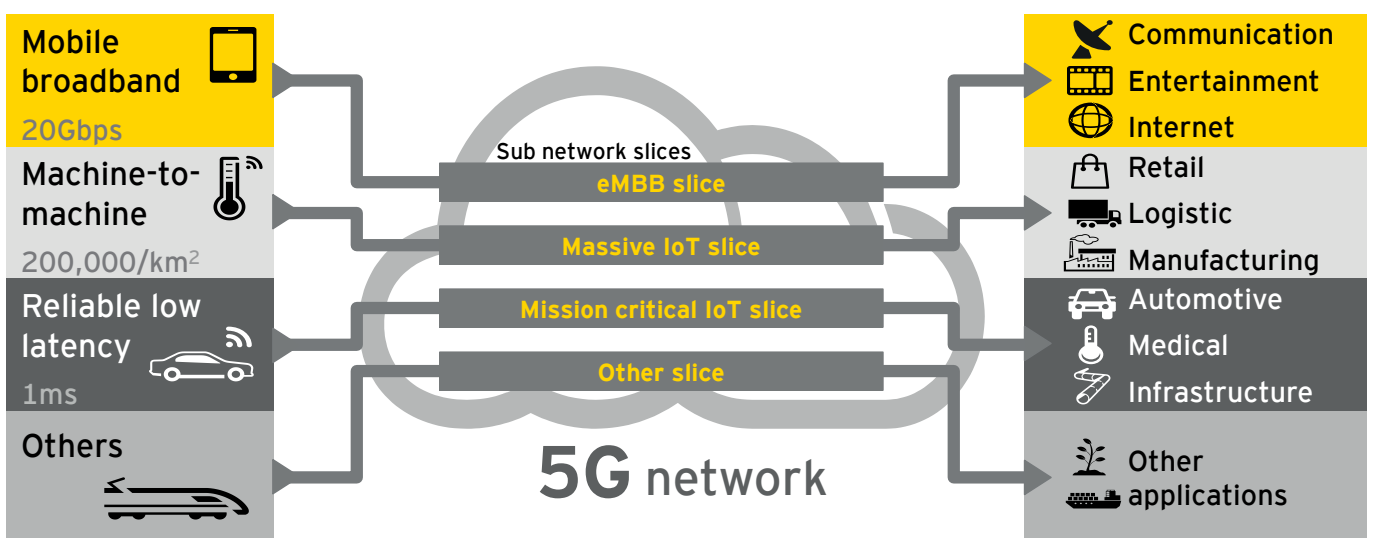 Mobile
broadband
20Gbps
Machine-to-
machine
200,000/km²
Reliable low
latency
1ms
Others
Sub network slices
eMBB slice
Massive IoT slice
Mission critical IoT slice
Other slice
5G network
Communication
Entertainment
Internet
Retail
Logistic
Manufacturing
Automotive
Medical
Infrastructure
Other
applications